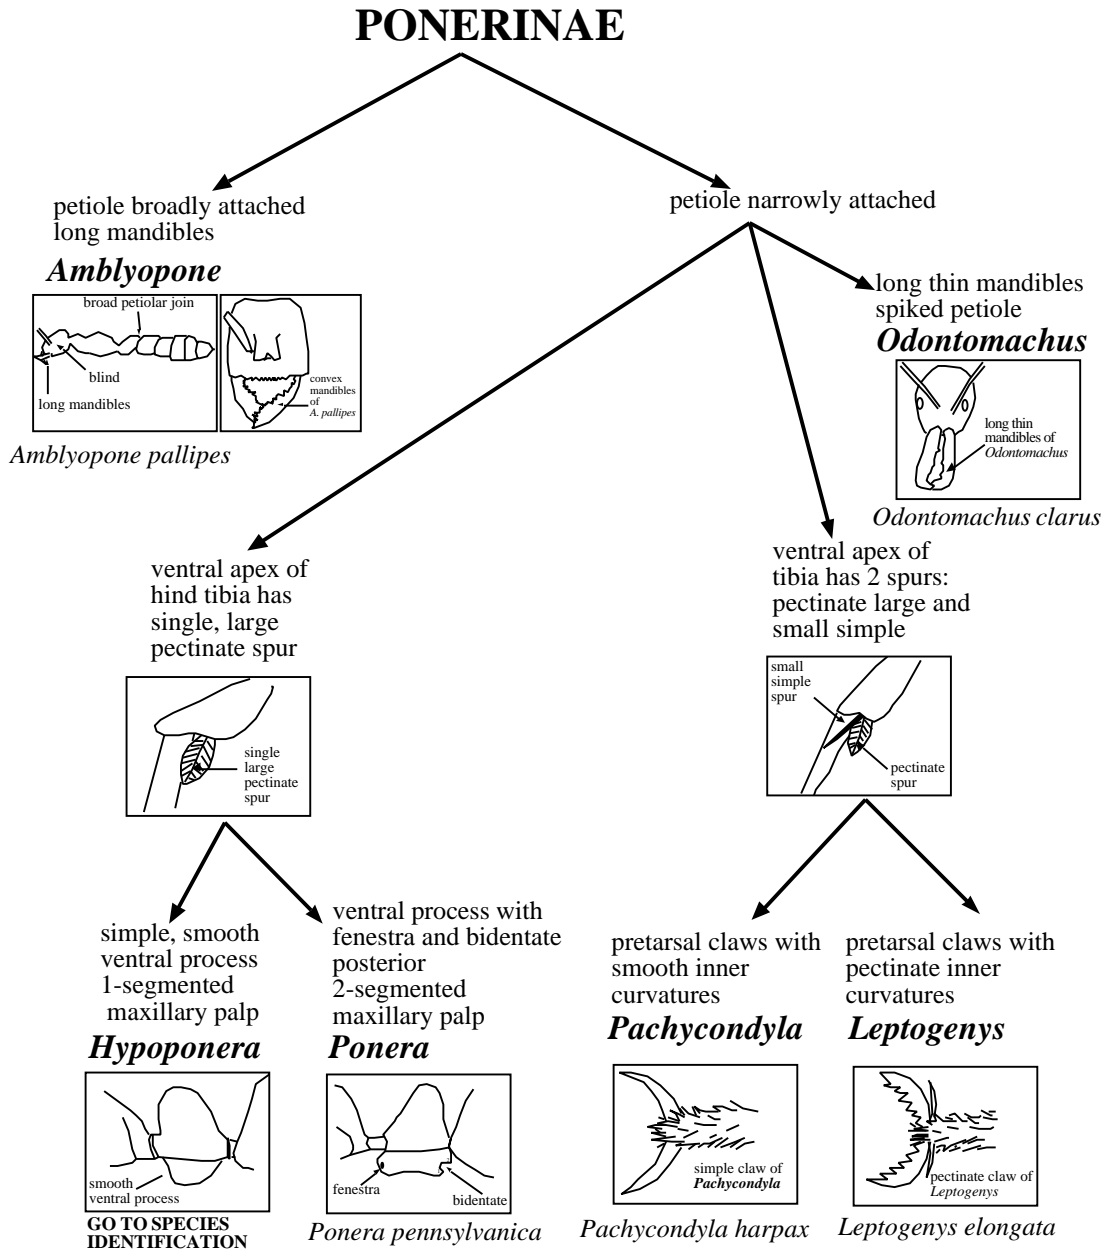 PONERINAE
petiole broadly attached
long mandibles
Amblyopone
broad petiolar join
blind
long mandibles
convex
mandibles
of
A. pallipes
Amblyopone pallipes
petiole narrowly attached
long thin mandibles
spiked petiole
Odontomachus
long thin
mandibles of
Odontomachus
Odontomachus clarus
ventral apex of
hind tibia has
single, large
pectinate spur
single
large
pectinate
spur
ventral apex of
tibia has 2 spurs:
pectinate large and
small simple
small
simple
spur
pectinate
spur
simple, smooth
ventral process
1-segmented
maxillary palp
Hypoponera
smooth
ventral process
GO TO SPECIES
IDENTIFICATION
ventral process with
fenestra and bidentate
posterior
2-segmented
maxillary palp
Ponera
fenestra
bidentate
Ponera pennsylvanica
pretarsal claws with
smooth inner
curvatures
Pachycondyla
simple claw of
Pachycondyla
Pachycondyla harpax
pretarsal claws with
pectinate inner
curvatures
Leptogenys
pectinate claw of
Leptogenys
Leptogenys elongata